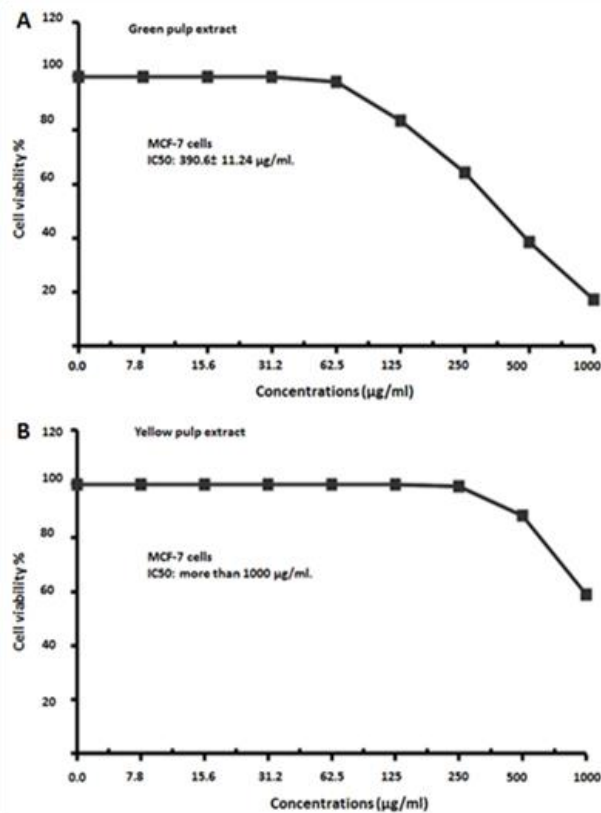 A
Green pulp extract
120
100
80
60
40
20
Cell viability %
MCF-7 cells
IC50: 390.6± 11.24 µg/ml.
0.0 7.8 15.6 31.2 62.5 125 250 500 1000
Concentrations (µg/ml)
B
Yellow pulp extract
120
100
80
60
40
20
Cell viability %
MCF-7 cells
IC50: more than 1000 µg/ml.
0.0 7.8 15.6 31.2 62.5 125 250 500 1000
Concentrations (µg/ml)